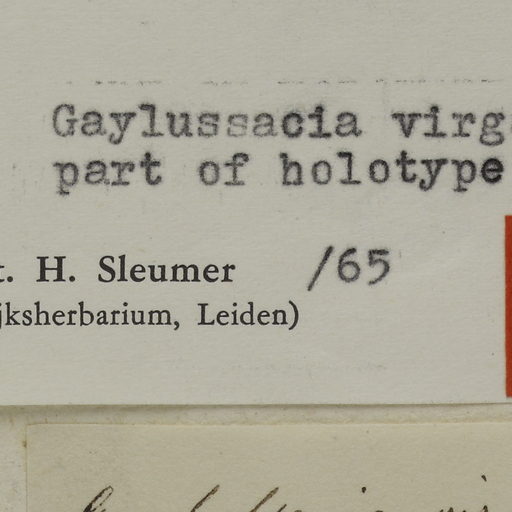 Gaylussacia virg
part of holotype
t. H. Sleumer /65
jksherbarium, Leiden)